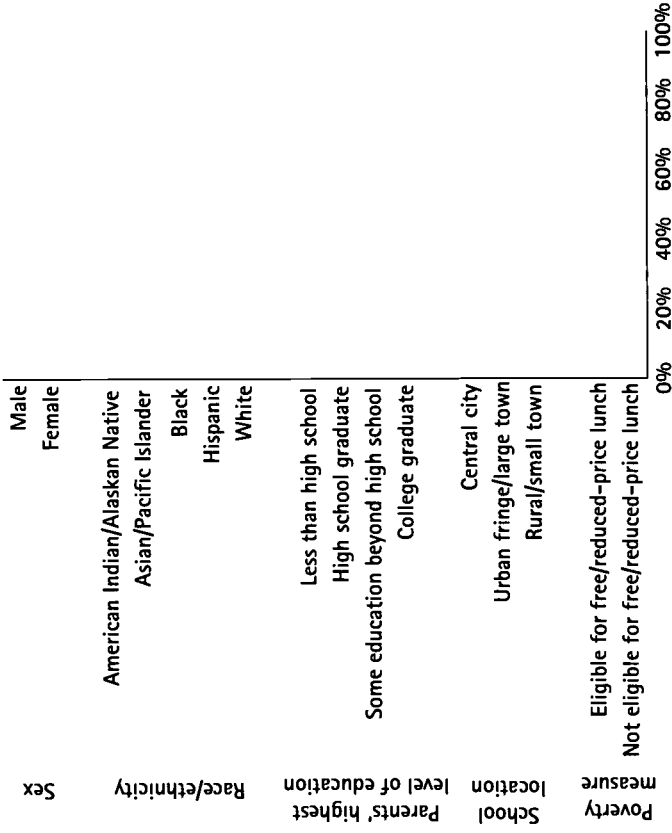 Sex
Male
Female
Race/ethnicity
American Indian/Alaskan Native
Asian/Pacific Islander
Black
Hispanic
White
Parents' highest
level of education
Less than high school
High school graduate
Some education beyond high school
College graduate
School
location
Central city
Urban fringe/large town
Rural/small town
Poverty
measure
Eligible for free/reduced-price lunch
Not eligible for free/reduced-price lunch
0%
20%
40%
60%
80%
100%